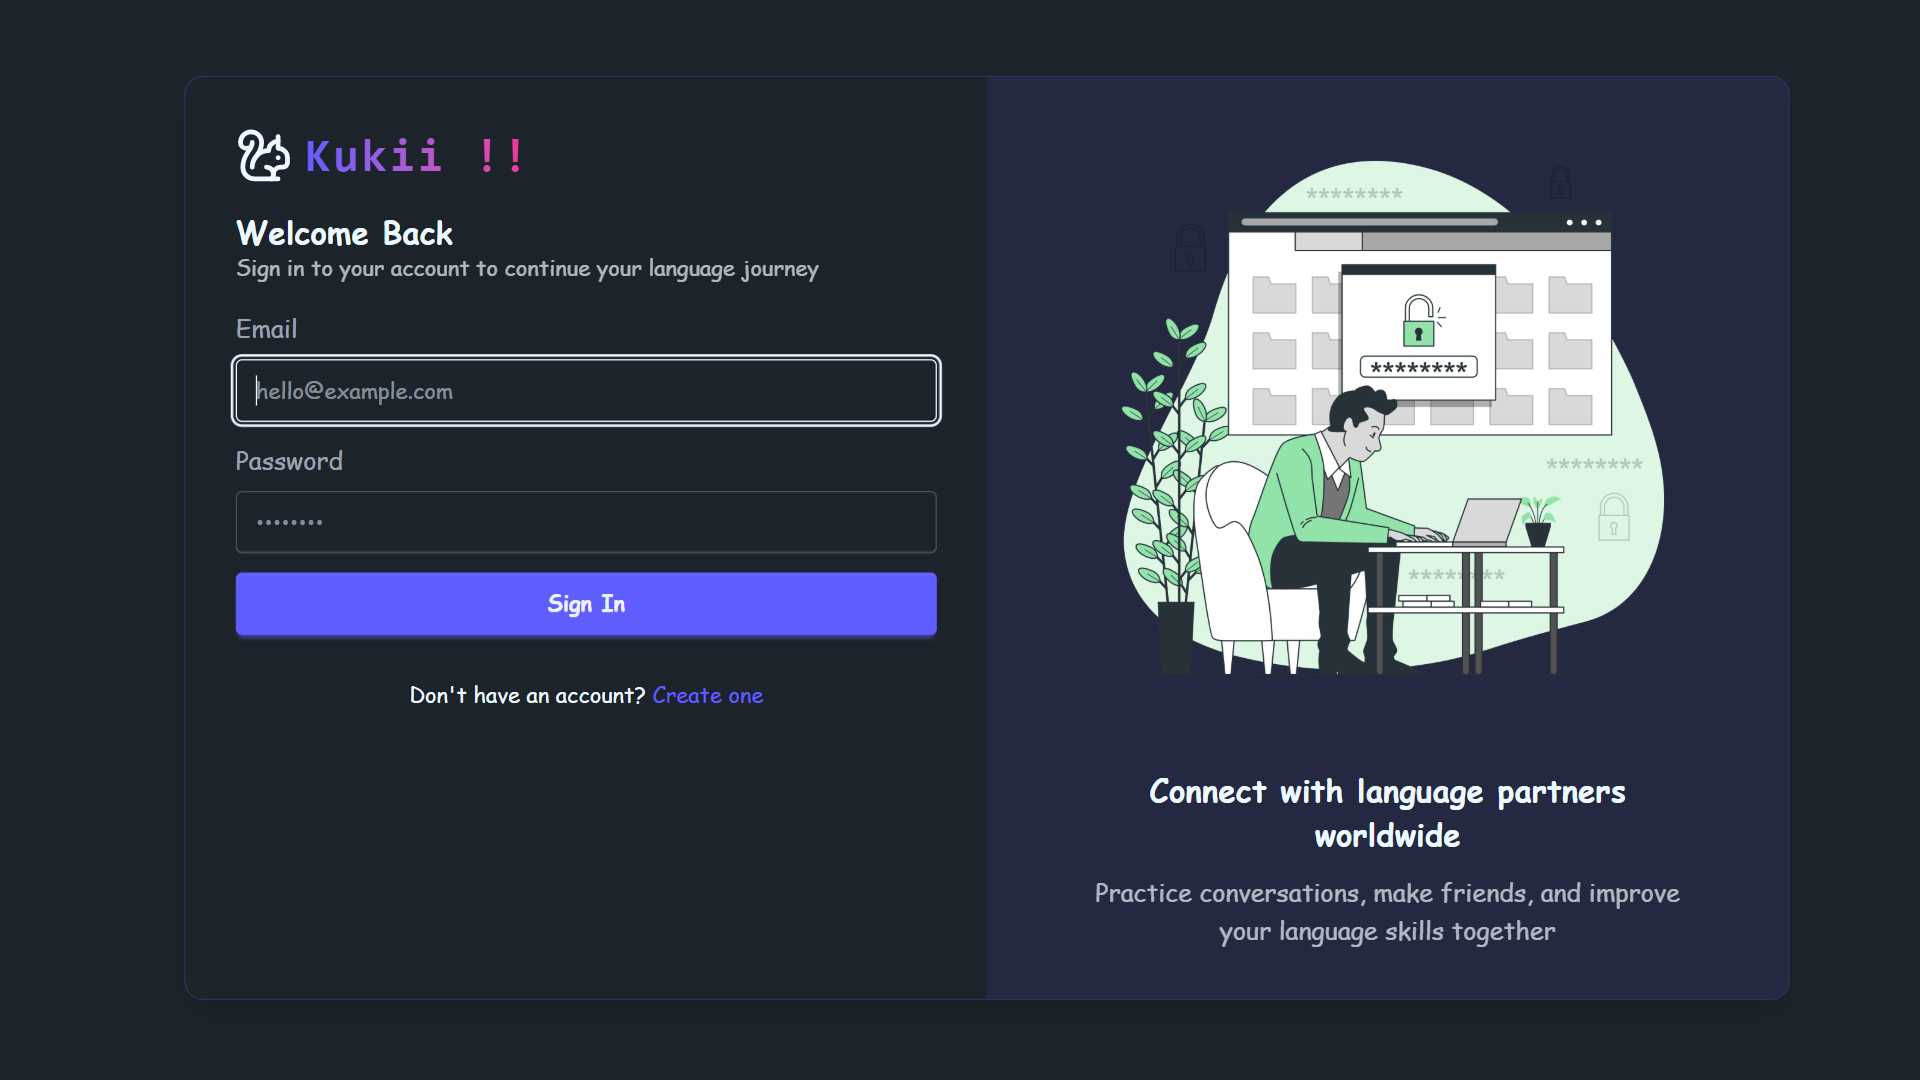 Kukii !!
Welcome Back
Sign in to your account to continue your language journey
Email
hello@example.com
Password
••••••••
Sign In
Don't have an account? Create one
********
********
********
********
Connect with language partners
worldwide
Practice conversations, make friends, and improve
your language skills together